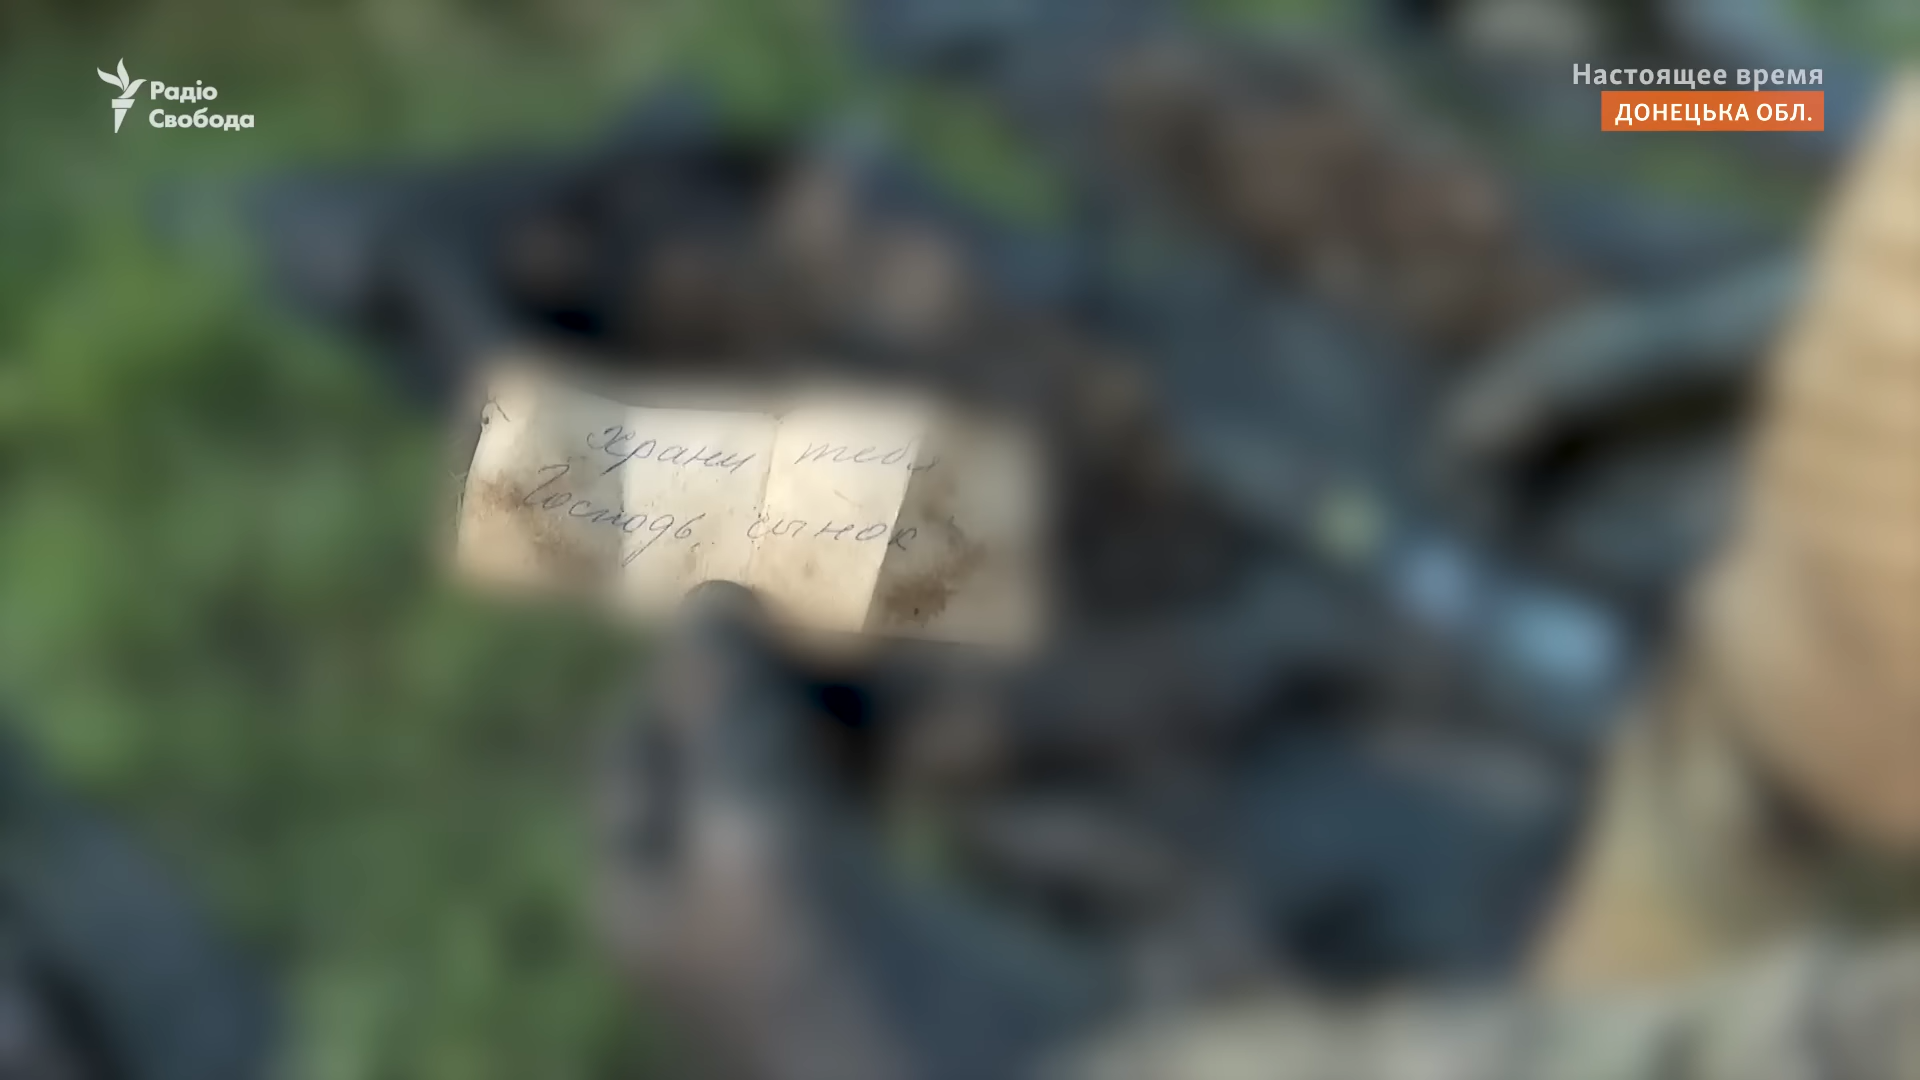 Радіо
Свобода
Настоящее время
ДОНЕЦЬКА ОБЛ.
Храни тебя
Господь, сынок